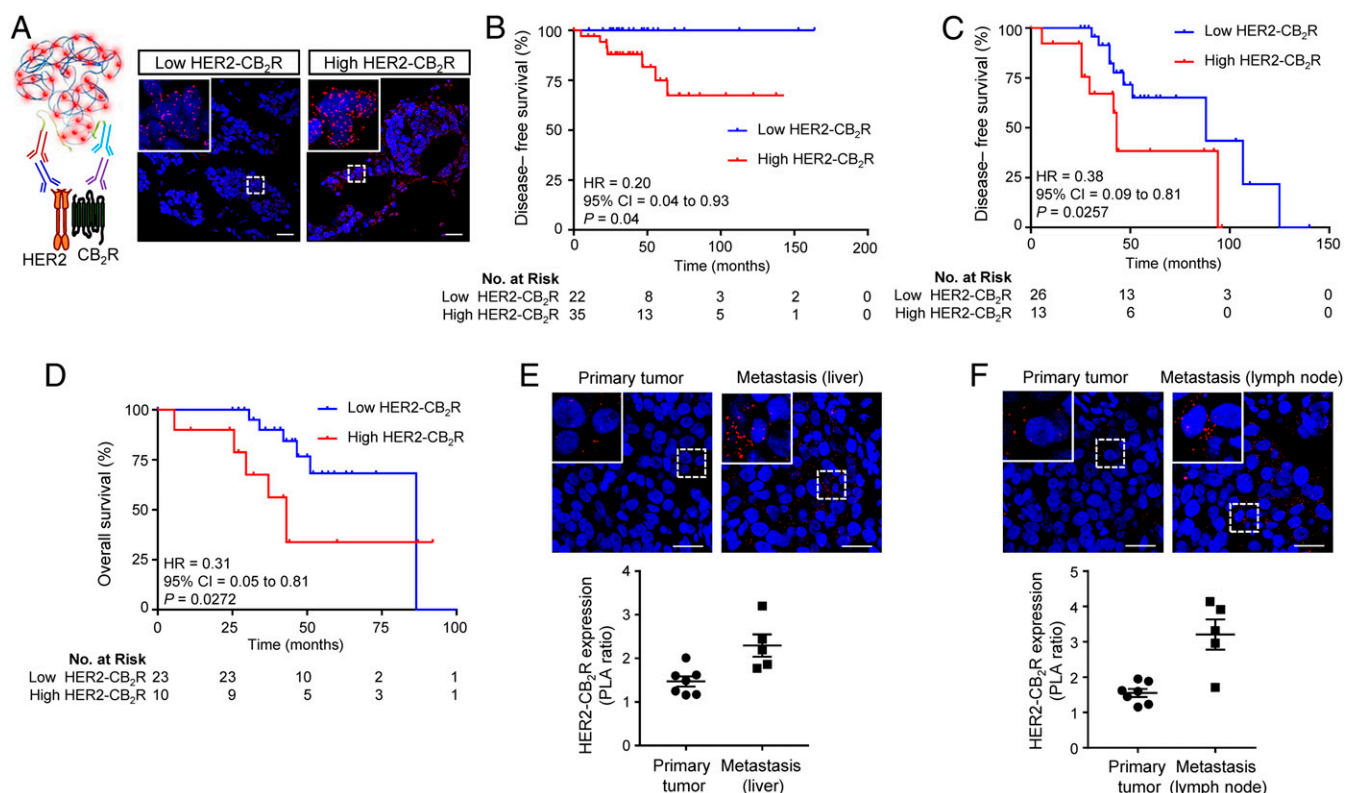 A
Low HER2-CB₂R
High HER2-CB₂R
HER2
CB₂R
B
Disease– free survival (%)
100
75
50
25
0
Low HER2-CB₂R
High HER2-CB₂R
HR = 0.20
95% CI = 0.04 to 0.93
P = 0.04
0 50 100 150 200
Time (months)
No. at Risk
Low HER2-CB₂R 22 8 3 2 0
High HER2-CB₂R 35 13 5 1 0
C
Disease– free survival (%)
100
75
50
25
0
Low HER2-CB₂R
High HER2-CB₂R
HR = 0.38
95% CI = 0.09 to 0.81
P = 0.0257
0 50 100 150
Time (months)
No. at Risk
Low HER2-CB₂R 26 13 3 0
High HER2-CB₂R 13 6 0 0
D
Overall survival (%)
100
75
50
25
0
Low HER2-CB₂R
High HER2-CB₂R
HR = 0.31
95% CI = 0.05 to 0.81
P = 0.0272
0 25 50 75 100
Time (months)
No. at Risk
Low HER2-CB₂R 23 23 10 2 1
High HER2-CB₂R 10 9 5 3 1
E
Primary tumor
Metastasis (liver)
HER2-CB₂R expression
(PLA ratio)
4
3
2
1
0
Primary
tumor
Metastasis
(liver)
F
Primary tumor
Metastasis (lymph node)
HER2-CB₂R expression
(PLA ratio)
5
4
3
2
1
0
Primary
tumor
Metastasis
(lymph node)